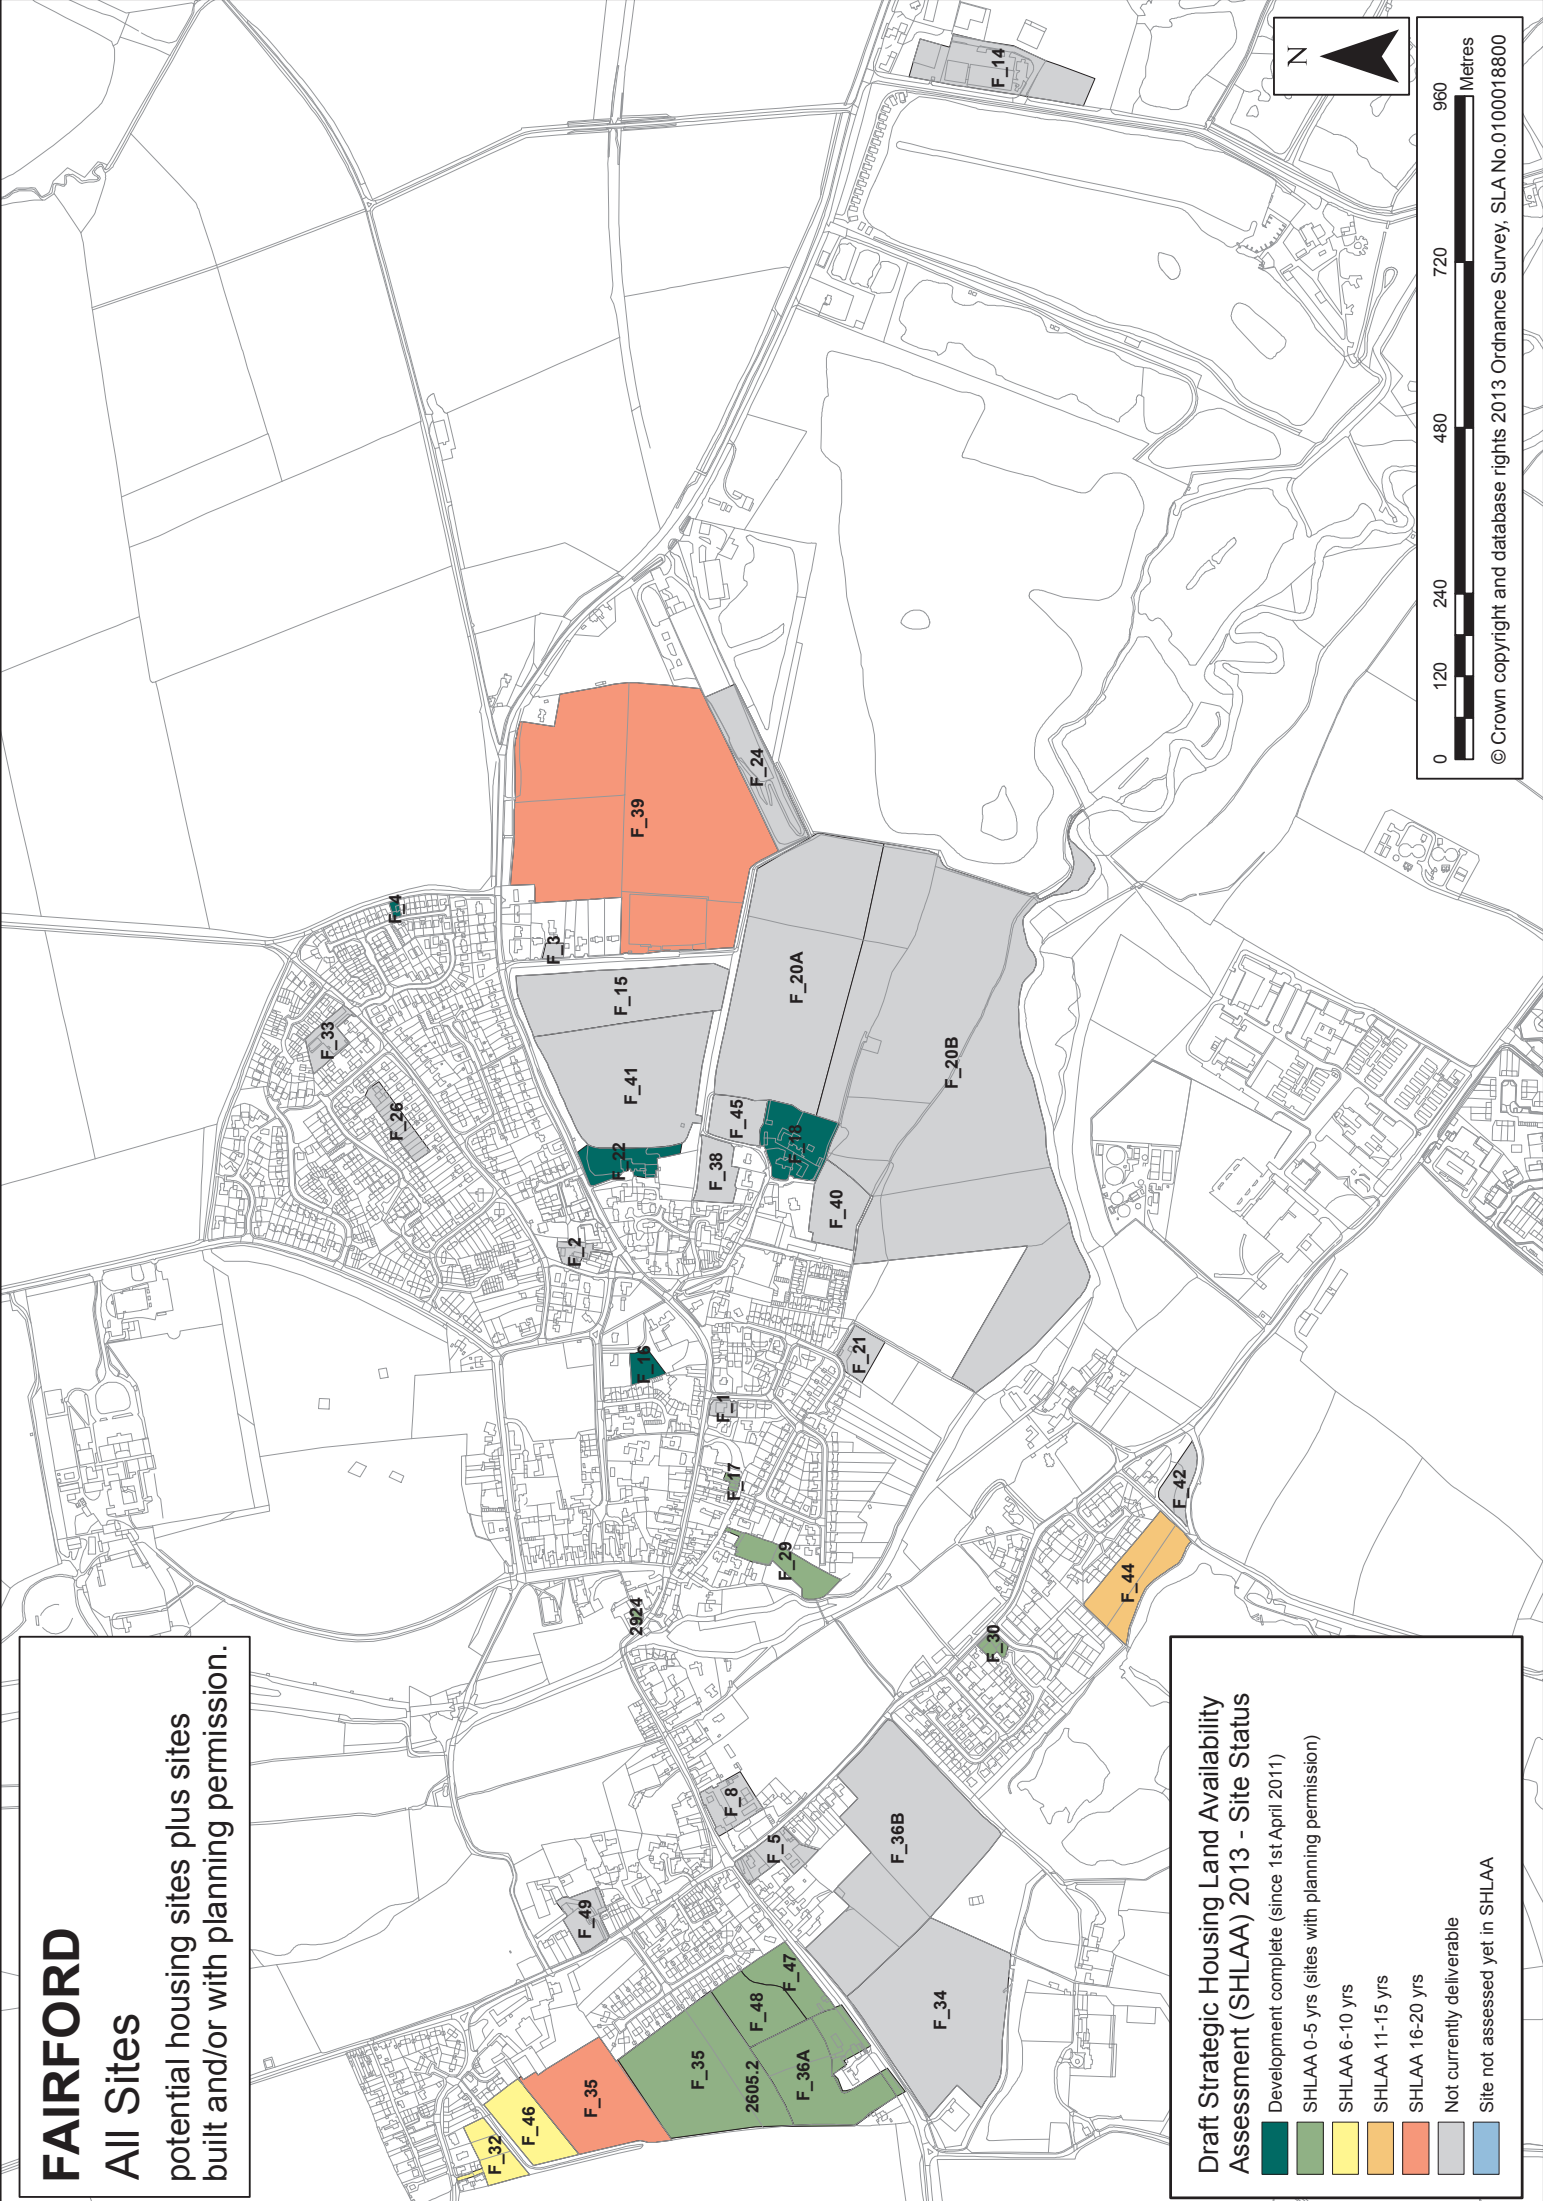 FAIRFORD
All Sites
potential housing sites plus sites
built and/or with planning permission.
F_32
F_46
F_35
F_35
2605.2
F_36A
F_48
F_47
F_34
F_49
F_5
F_8
F_36B
2924
F_30
F_44
F_29
F_17
F_42
F_1
F_16
F_21
F_2
F_22
F_38
F_40
F_45
F_18
F_26
F_33
F_41
F_15
F_20A
F_20B
F_3
F_4
F_39
F_24
F_14
Draft Strategic Housing Land Availability
Assessment (SHLAA) 2013 - Site Status
Development complete (since 1st April 2011)
SHLAA 0-5 yrs (sites with planning permission)
SHLAA 6-10 yrs
SHLAA 11-15 yrs
SHLAA 16-20 yrs
Not currently deliverable
Site not assessed yet in SHLAA
N
0 120 240 480 720 960
Metres
© Crown copyright and database rights 2013 Ordnance Survey, SLA No.0100018800